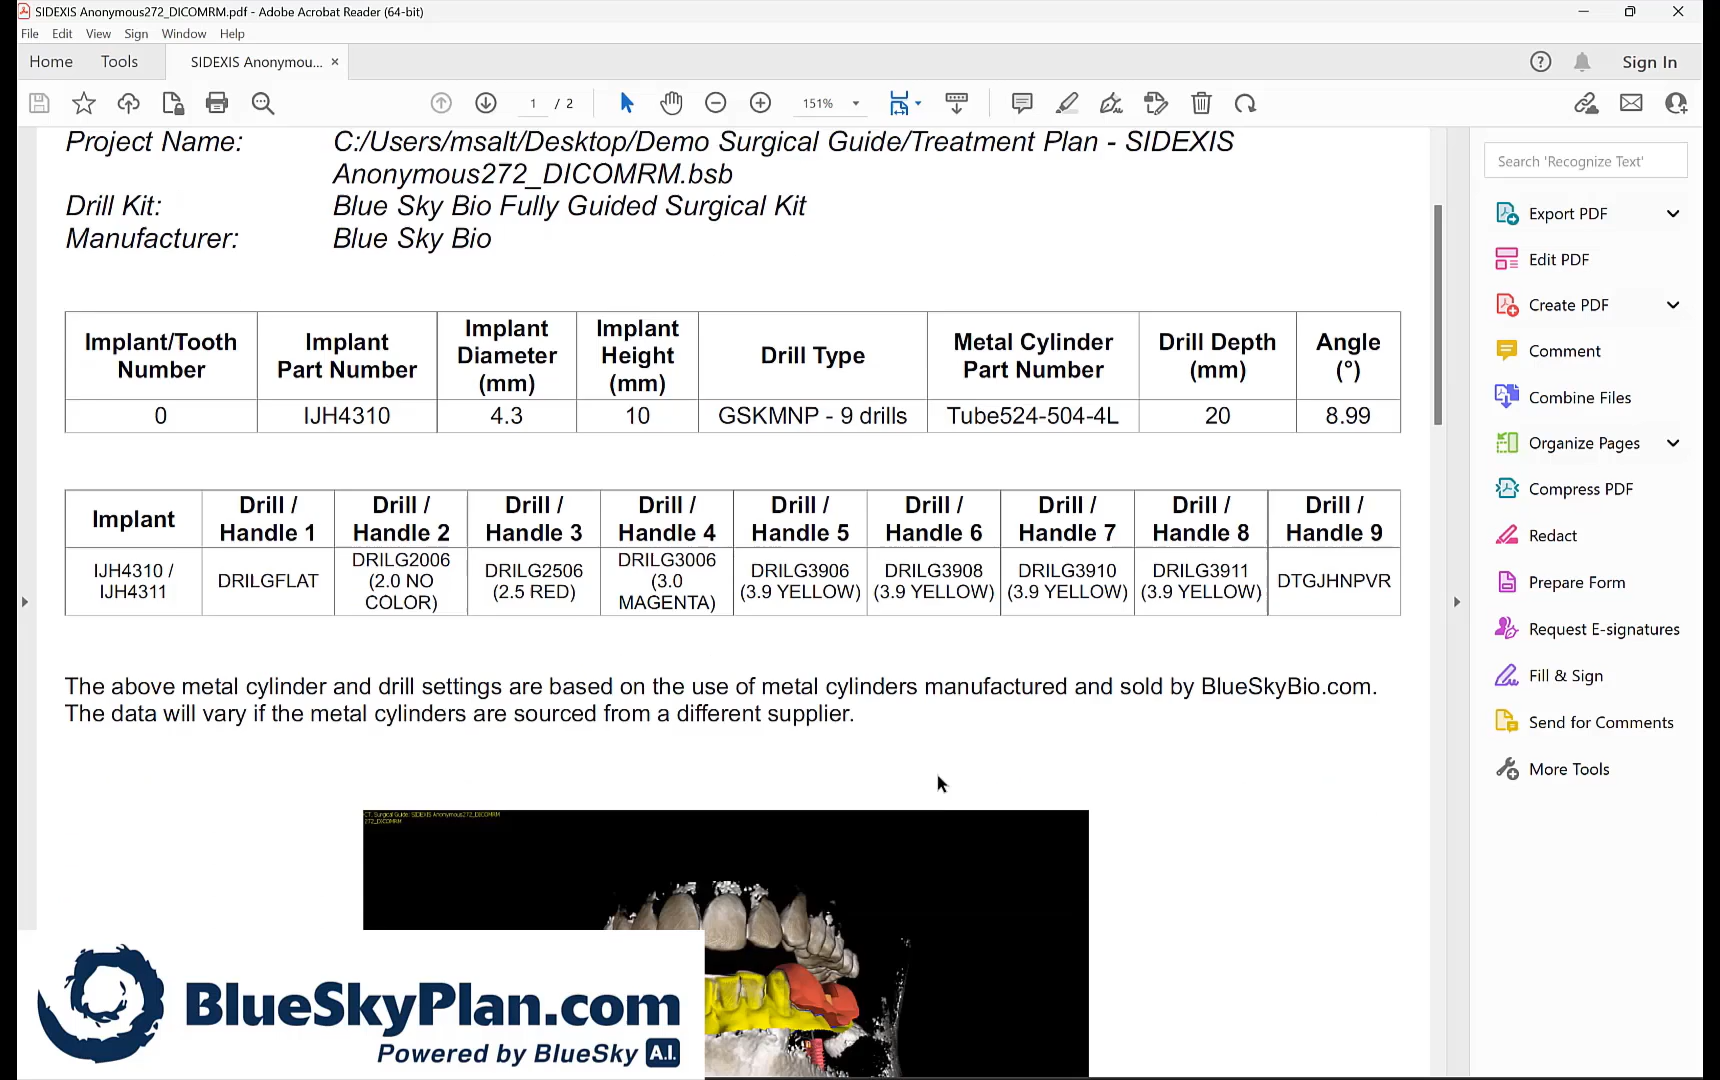 SIDEXIS Anonymous272_DICOMRM.pdf - Adobe Acrobat Reader (64-bit)
File Edit View Sign Window Help
Home Tools SIDEXIS Anonymou... × Sign In
1 / 2 151%
Project Name: C:/Users/msalt/Desktop/Demo Surgical Guide/Treatment Plan - SIDEXIS
Anonymous272_DICOMRM.bsb
Drill Kit: Blue Sky Bio Fully Guided Surgical Kit
Manufacturer: Blue Sky Bio
Implant/Tooth Number Implant Part Number Implant Diameter (mm) Implant Height (mm) Drill Type Metal Cylinder Part Number Drill Depth (mm) Angle (°)
0 IJH4310 4.3 10 GSKMNP - 9 drills Tube524-504-4L 20 8.99
Implant Drill / Handle 1 Drill / Handle 2 Drill / Handle 3 Drill / Handle 4 Drill / Handle 5 Drill / Handle 6 Drill / Handle 7 Drill / Handle 8 Drill / Handle 9
IJH4310 / IJH4311 DRILGFLAT DRILG2006 (2.0 NO COLOR) DRILG2506 (2.5 RED) DRILG3006 (3.0 MAGENTA) DRILG3906 (3.9 YELLOW) DRILG3908 (3.9 YELLOW) DRILG3910 (3.9 YELLOW) DRILG3911 (3.9 YELLOW) DTGJHNPVR
The above metal cylinder and drill settings are based on the use of metal cylinders manufactured and sold by BlueSkyBio.com.
The data will vary if the metal cylinders are sourced from a different supplier.
CT, Surgical Guide: SIDEXIS Anonymous272_DICOMRM
272_DICOMRM
BlueSkyPlan.com
Powered by BlueSky A.I.
Search 'Recognize Text'
Export PDF
Edit PDF
Create PDF
Comment
Combine Files
Organize Pages
Compress PDF
Redact
Prepare Form
Request E-signatures
Fill & Sign
Send for Comments
More Tools